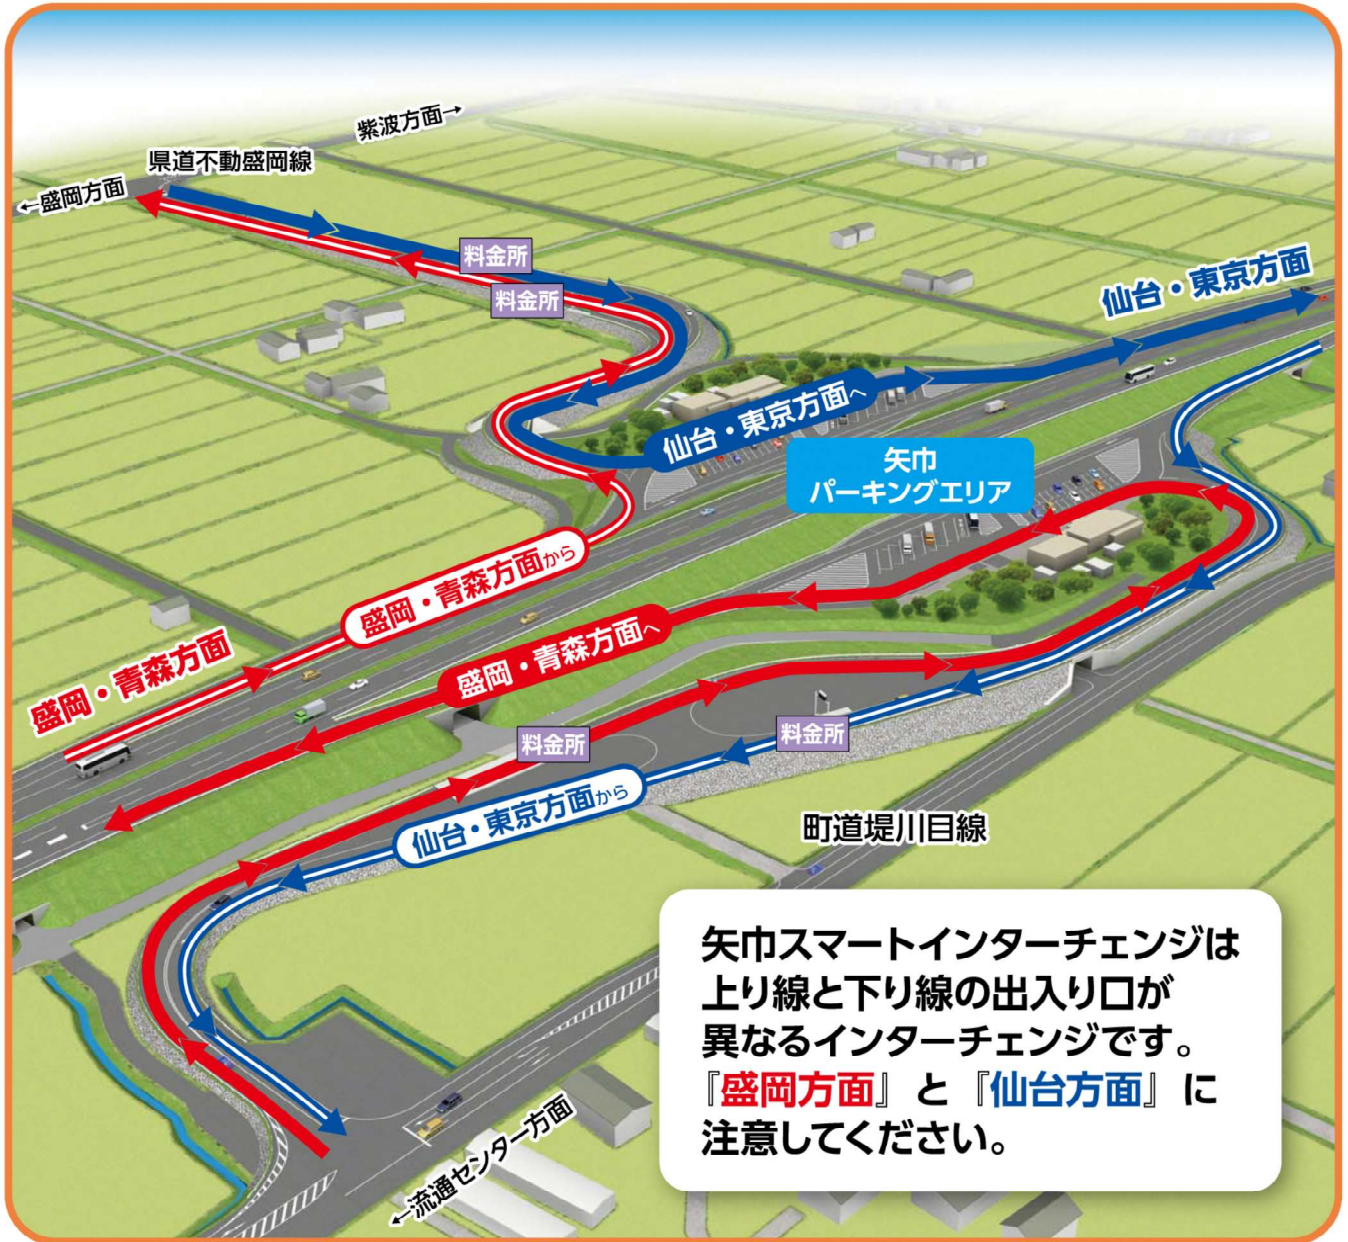 紫波方面→
県道不動盛岡線
←盛岡方面
料金所
料金所
仙台・東京方面
仙台・東京方面へ
矢巾
パーキングエリア
盛岡・青森方面から
盛岡・青森方面
盛岡・青森方面へ
料金所
料金所
仙台・東京方面から
町道堤川目線
矢巾スマートインターチェンジは
上り線と下り線の出入り口が
異なるインターチェンジです。
『盛岡方面』と『仙台方面』に
注意してください。
←流通センター方面